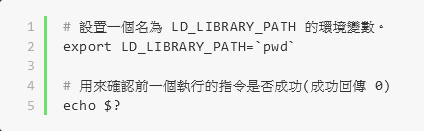 1 # 設置一個名為 LD_LIBRARY_PATH 的環境變數。
2 export LD_LIBRARY_PATH=`pwd`
3
4 # 用來確認前一個執行的指令是否成功(成功回傳 0)
5 echo $?